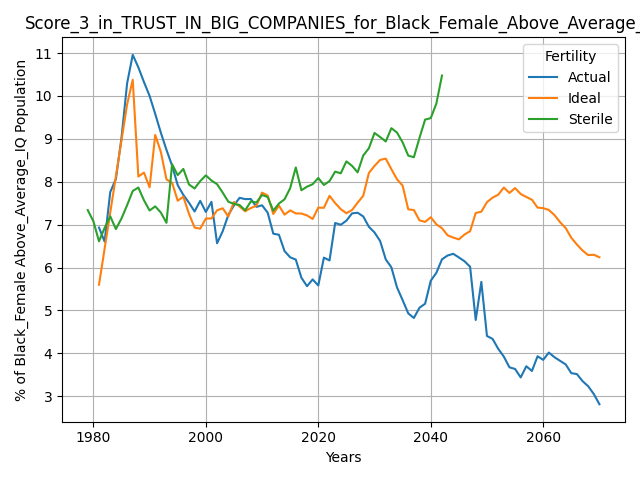 Score_3_in_TRUST_IN_BIG_COMPANIES_for_Black_Female_Above_Average_
% of Black_Female Above_Average_IQ Population
11
10
9
8
7
6
5
4
3
Fertility
Actual
Ideal
Sterile
1980 2000 2020 2040 2060
Years